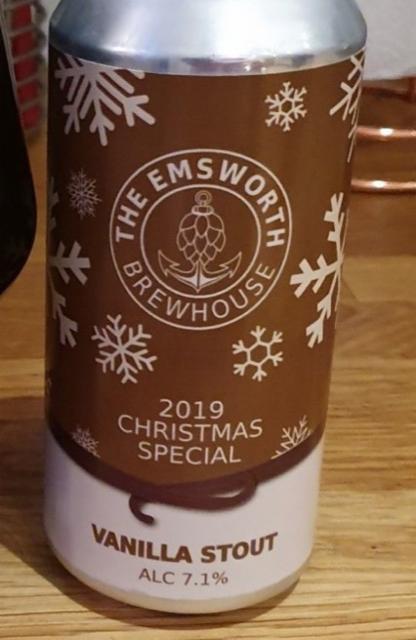 THE EMSWORTH
BREWHOUSE
2019
CHRISTMAS
SPECIAL
VANILLA STOUT
ALC 7.1%